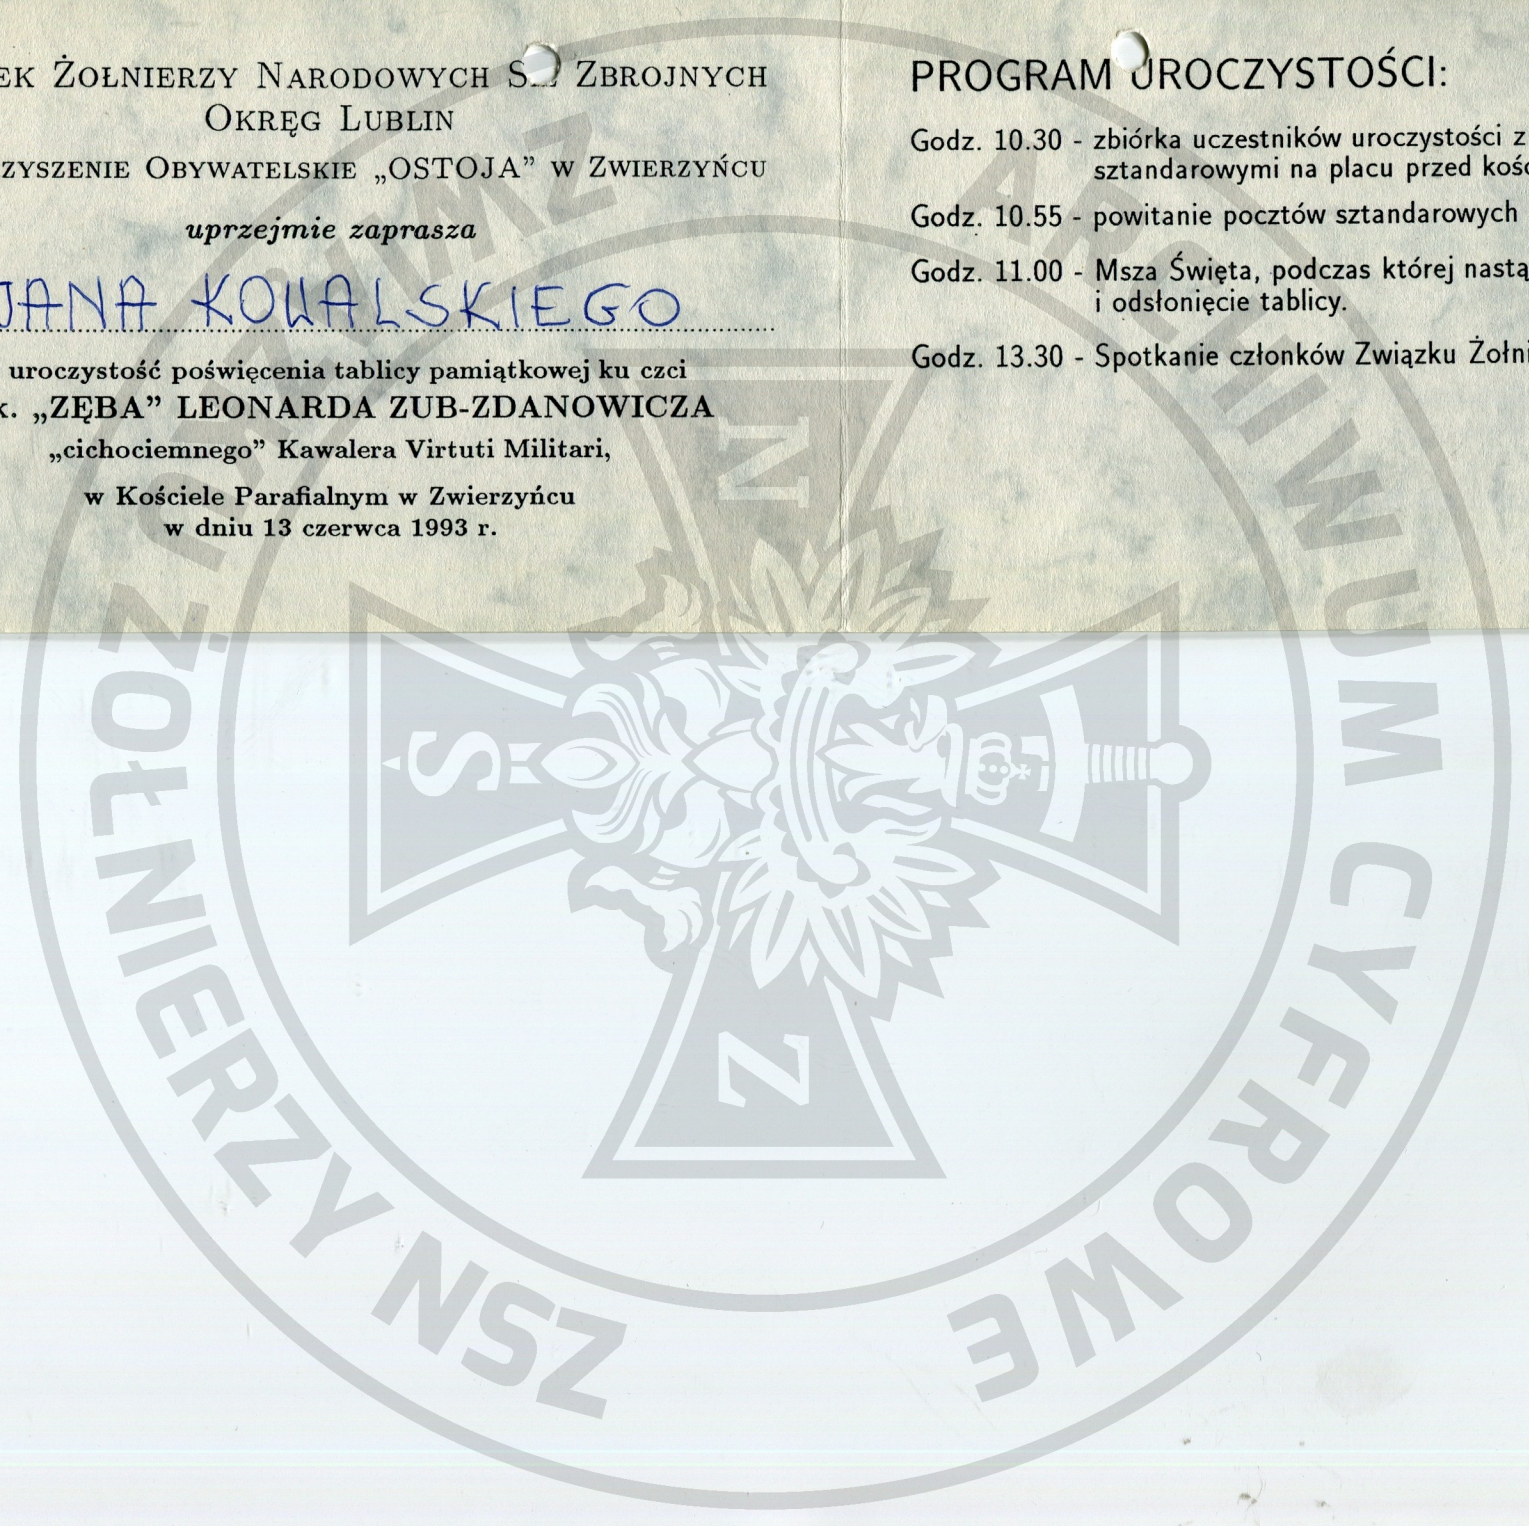 EK ŻOŁNIERZY NARODOWYCH S ZBROJNYCH
OKRĘG LUBLIN
ZYSZENIE OBYWATELSKIE „OSTOJA” W ZWIERZYŃCU
uprzejmie zaprasza
JANA KOWALSKIEGO
uroczystość poświęcenia tablicy pamiątkowej ku czci
k. „ZĘBA” LEONARDA ZUB-ZDANOWICZA
„cichociemnego” Kawalera Virtuti Militari,
w Kościele Parafialnym w Zwierzyńcu
w dniu 13 czerwca 1993 r.
PROGRAM UROCZYSTOŚCI:
Godz. 10.30 - zbiórka uczestników uroczystości z
sztandarowymi na placu przed kość
Godz. 10.55 - powitanie pocztów sztandarowych
Godz. 11.00 - Msza Święta, podczas której nastą
i odsłonięcie tablicy.
Godz. 13.30 - Spotkanie członków Związku Żołni
ARCHIWUM CYFROWE
ZWIĄZKU ŻOŁNIERZY NSZ
N
S
Z